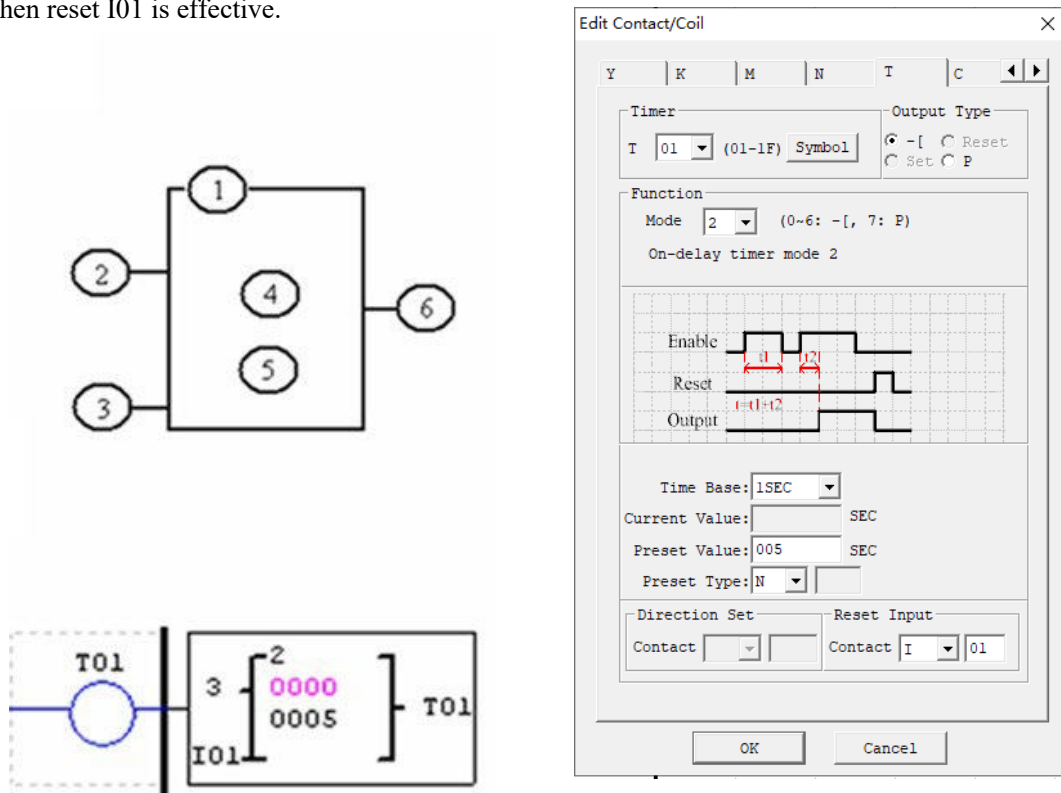 hen reset I01 is effective.
1
2
4
6
5
3
T01
2
3
0000
0005
T01
I01
Edit Contact/Coil
Y K M N T C
Timer
T 01 (01-1F) Symbol
Output Type
-[ Reset
Set P
Function
Mode 2 (0~6: -[, 7: P)
On-delay timer mode 2
Enable
t1 t2
Reset
t=t1+t2
Output
Time Base: 1SEC
Current Value: SEC
Preset Value: 005 SEC
Preset Type: N
Direction Set
Contact
Reset Input
Contact I 01
OK Cancel